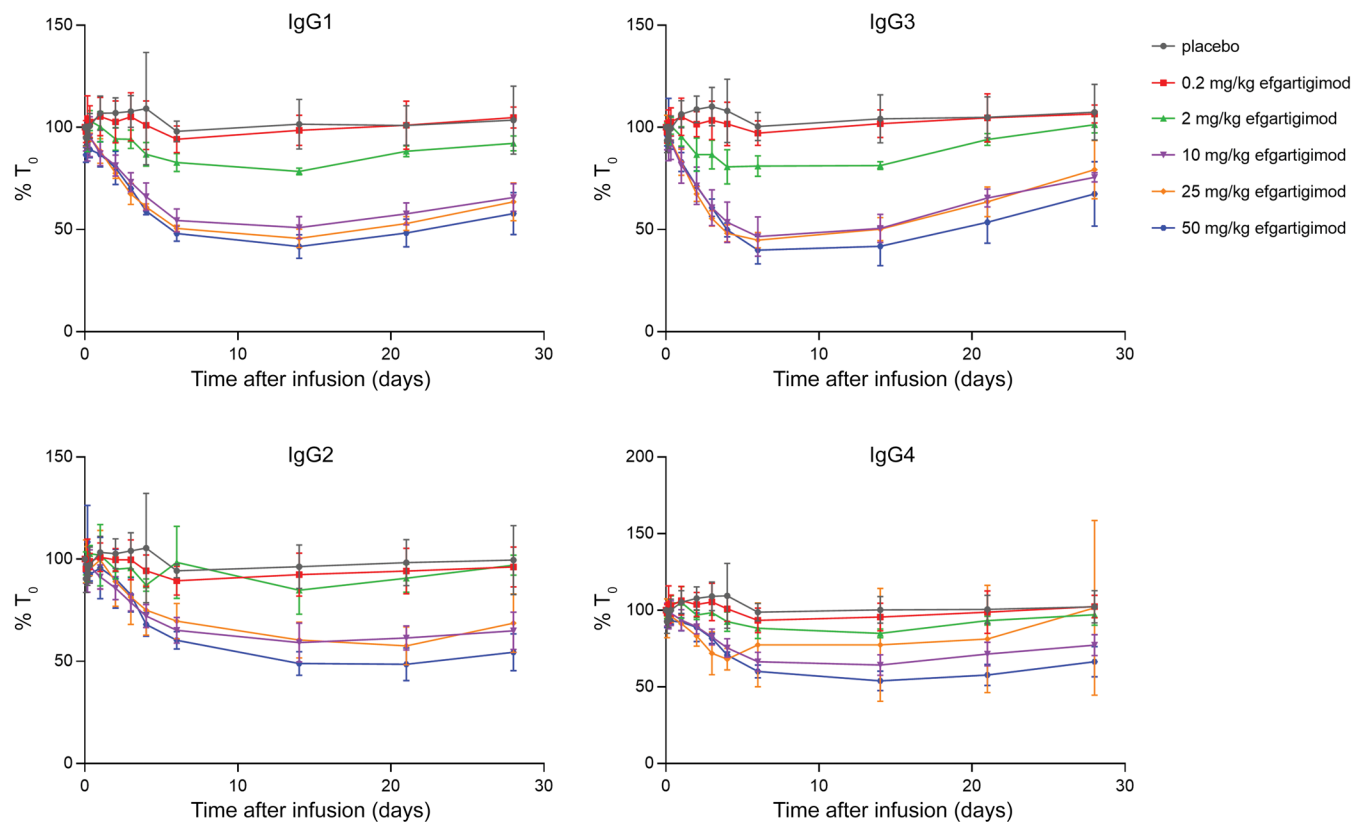 IgG1
150
100
50
0
% T0
0 10 20 30
Time after infusion (days)
IgG3
150
100
50
0
% T0
0 10 20 30
Time after infusion (days)
placebo
0.2 mg/kg efgartigimod
2 mg/kg efgartigimod
10 mg/kg efgartigimod
25 mg/kg efgartigimod
50 mg/kg efgartigimod
IgG2
150
100
50
0
% T0
0 10 20 30
Time after infusion (days)
IgG4
200
150
100
50
0
% T0
0 10 20 30
Time after infusion (days)